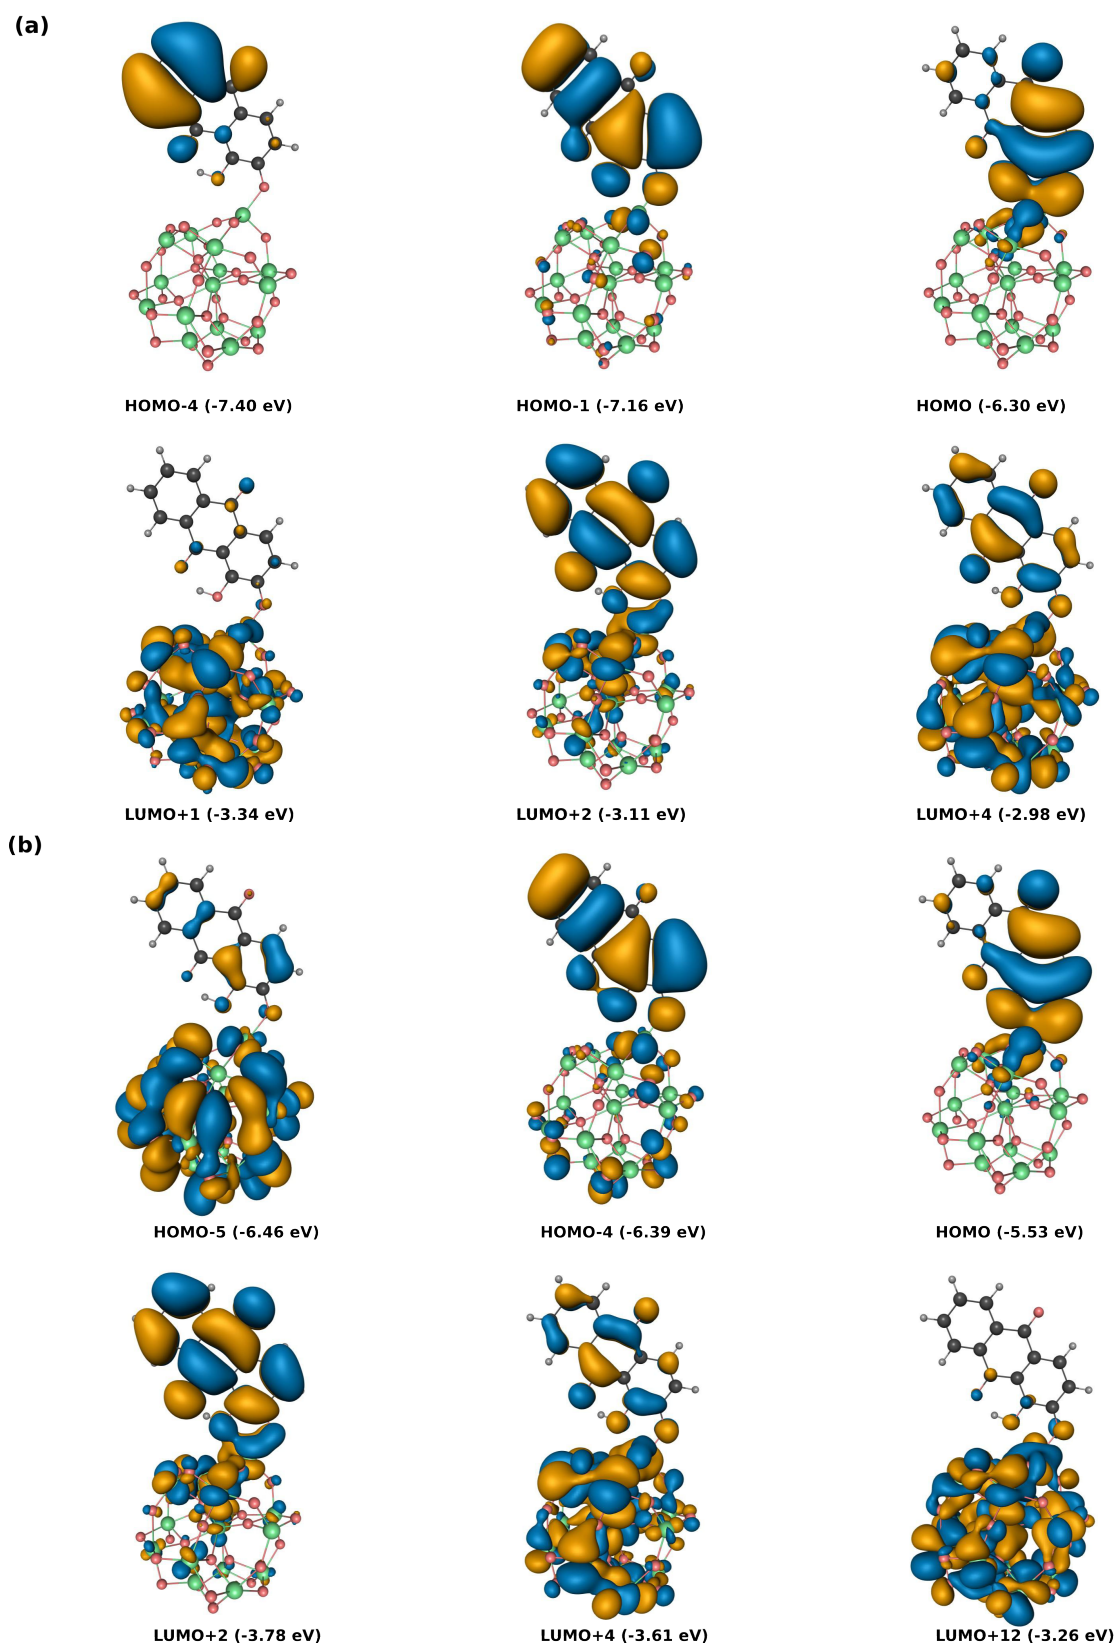 (a)
HOMO-4 (-7.40 eV) HOMO-1 (-7.16 eV) HOMO (-6.30 eV)
LUMO+1 (-3.34 eV) LUMO+2 (-3.11 eV) LUMO+4 (-2.98 eV)
(b)
HOMO-5 (-6.46 eV) HOMO-4 (-6.39 eV) HOMO (-5.53 eV)
LUMO+2 (-3.78 eV) LUMO+4 (-3.61 eV) LUMO+12 (-3.26 eV)